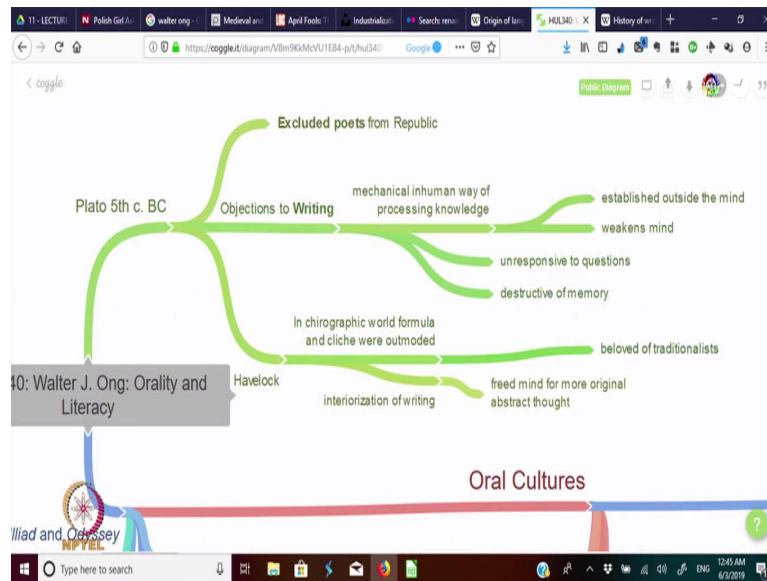 11 - LECTURE
Polish Girl Ac
walter ong - G
Medieval and
April Fools: T
Industrializati
Search: renai
Origin of lang
HUL340: V
History of wri
https://coggle.it/diagram/V8m9KkMcVU1E84-p/t/hul340-
Google
coggle
Public Diagram
Excluded poets from Republic
Plato 5th c. BC
Objections to Writing
mechanical inhuman way of
processing knowledge
established outside the mind
weakens mind
unresponsive to questions
destructive of memory
In chirographic world formula
and cliche were outmoded
beloved of traditionalists
Havelock
interiorization of writing
freed mind for more original
abstract thought
40: Walter J. Ong: Orality and
Literacy
Oral Cultures
Illiad and Odyssey
NPTEL
?
Type here to search
ENG
12:45 AM
6/3/2019